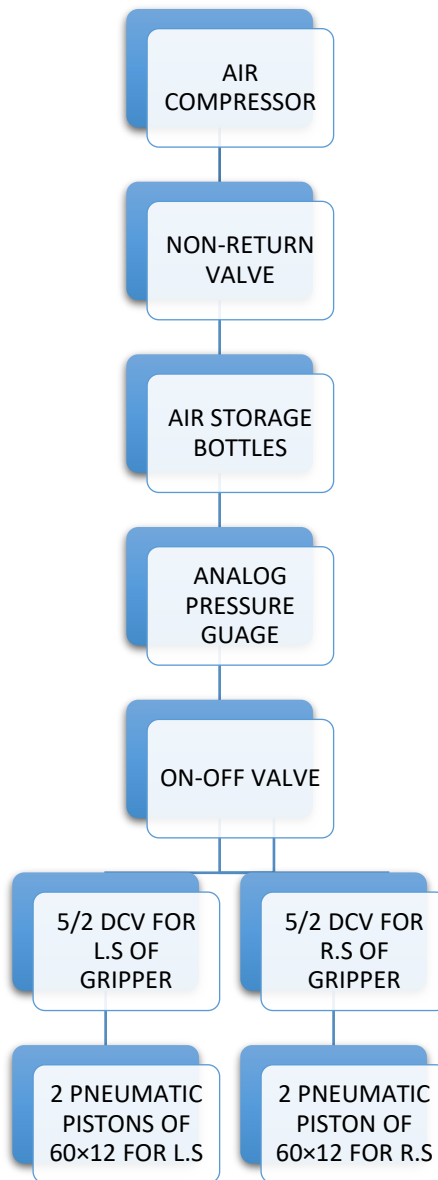 AIR
COMPRESSOR
NON-RETURN
VALVE
AIR STORAGE
BOTTLES
ANALOG
PRESSURE
GUAGE
ON-OFF VALVE
5/2 DCV FOR
L.S OF
GRIPPER
5/2 DCV FOR
R.S OF
GRIPPER
2 PNEUMATIC
PISTONS OF
60×12 FOR L.S
2 PNEUMATIC
PISTON OF
60×12 FOR R.S